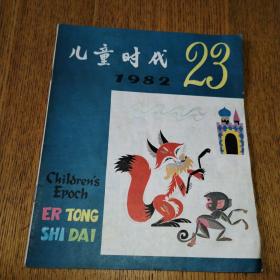 儿童时代
1982
23
Children's
Epoch
ER TONG
SHI DAI